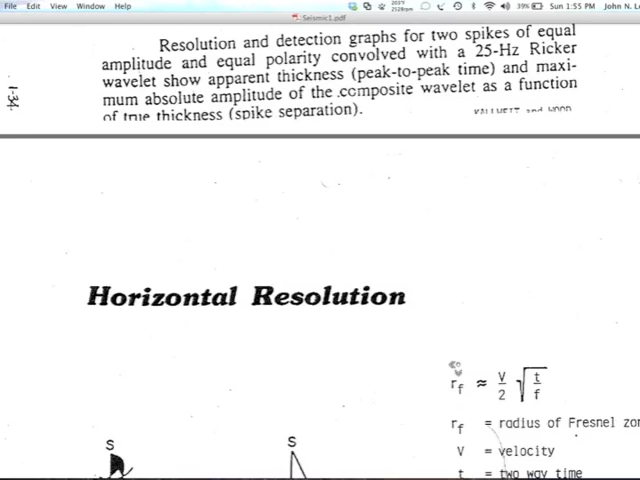 File Edit View Window Help
39% Sun 1:55 PM John N. L
Seismic1.pdf
Resolution and detection graphs for two spikes of equal
amplitude and equal polarity convolved with a 25-Hz Ricker
wavelet show apparent thickness (peak-to-peak time) and maxi-
mum absolute amplitude of the composite wavelet as a function
of true thickness (spike separation).
1-34.
and
Horizontal Resolution
rf ≈ V/2 √t/f
rf = radius of Fresnel zon
V = velocity
t = two way time
S
S